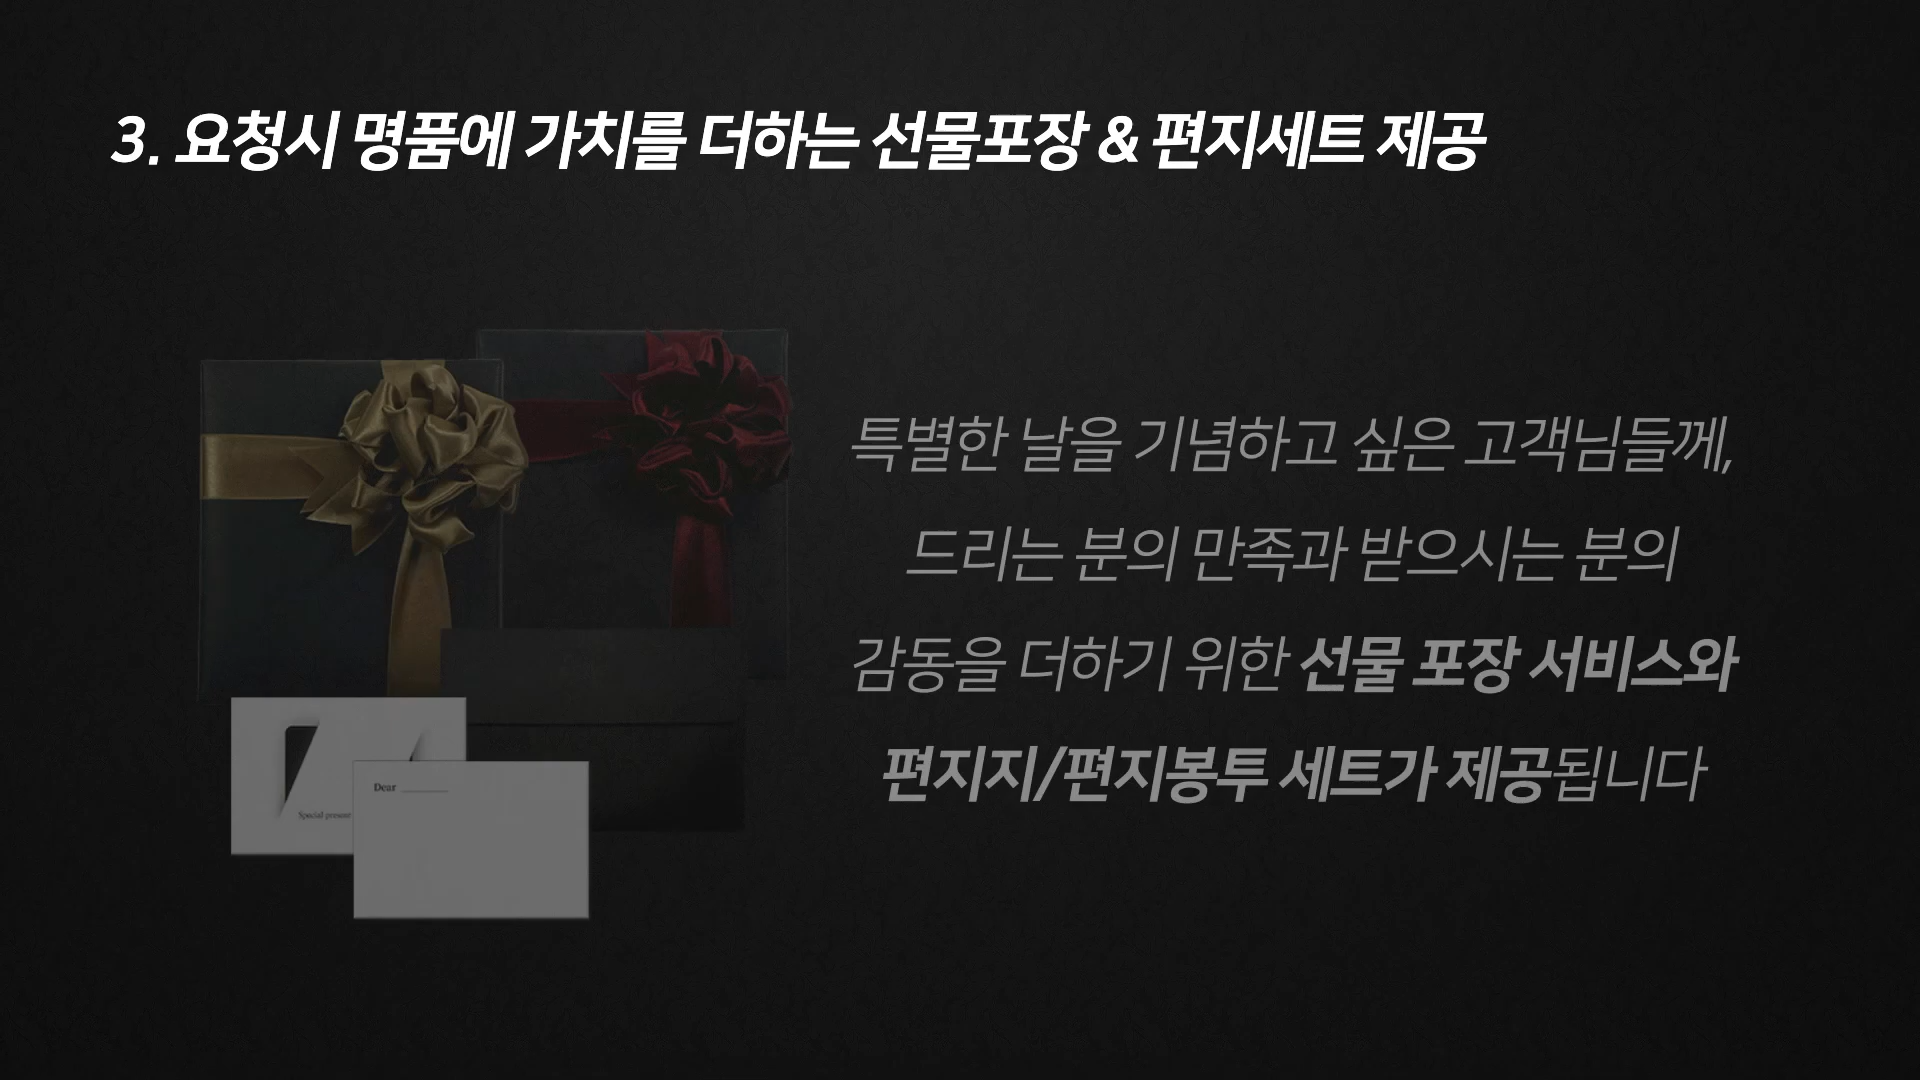 3. 요청시 명품에 가치를 더하는 선물포장 & 편지세트 제공
특별한 날을 기념하고 싶은 고객님들께,
드리는 분의 만족과 받으시는 분의
감동을 더하기 위한 선물 포장 서비스와
편지지/편지봉투 세트가 제공됩니다
Special present
Dear